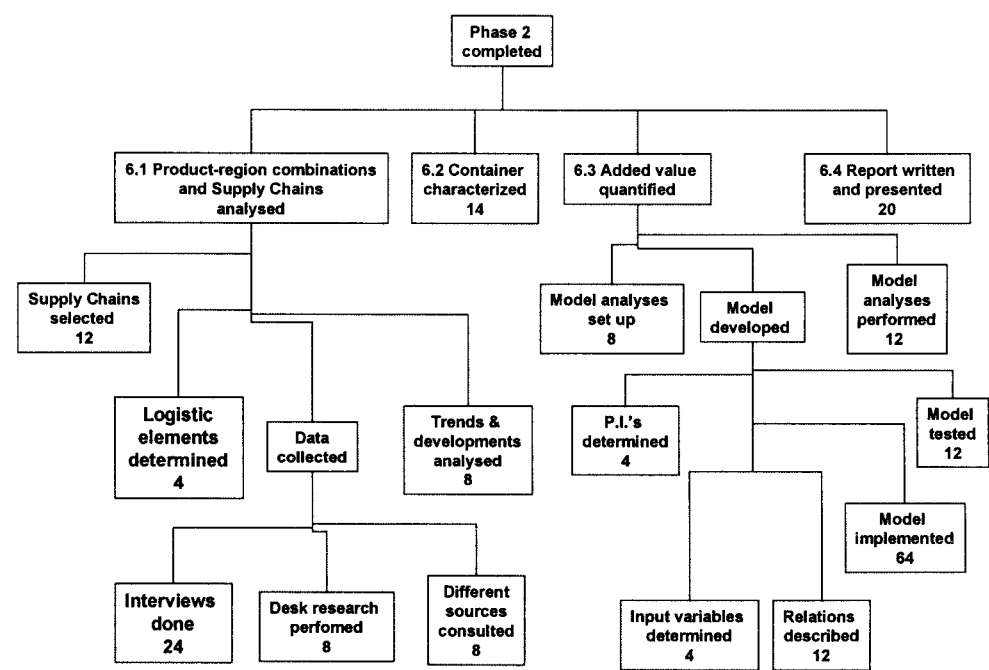 Phase 2
completed
6.1 Product-region combinations
and Supply Chains
analysed
6.2 Container
characterized
14
6.3 Added value
quantified
6.4 Report written
and presented
20
Supply Chains
selected
12
Model analyses
set up
8
Model
developed
Model
analyses
performed
12
Logistic
elements
determined
4
Data
collected
Trends &
developments
analysed
8
P.I.'s
determined
4
Model
tested
12
Model
implemented
64
Interviews
done
24
Desk research
perfomed
8
Different
sources
consulted
8
Input variables
determined
4
Relations
described
12